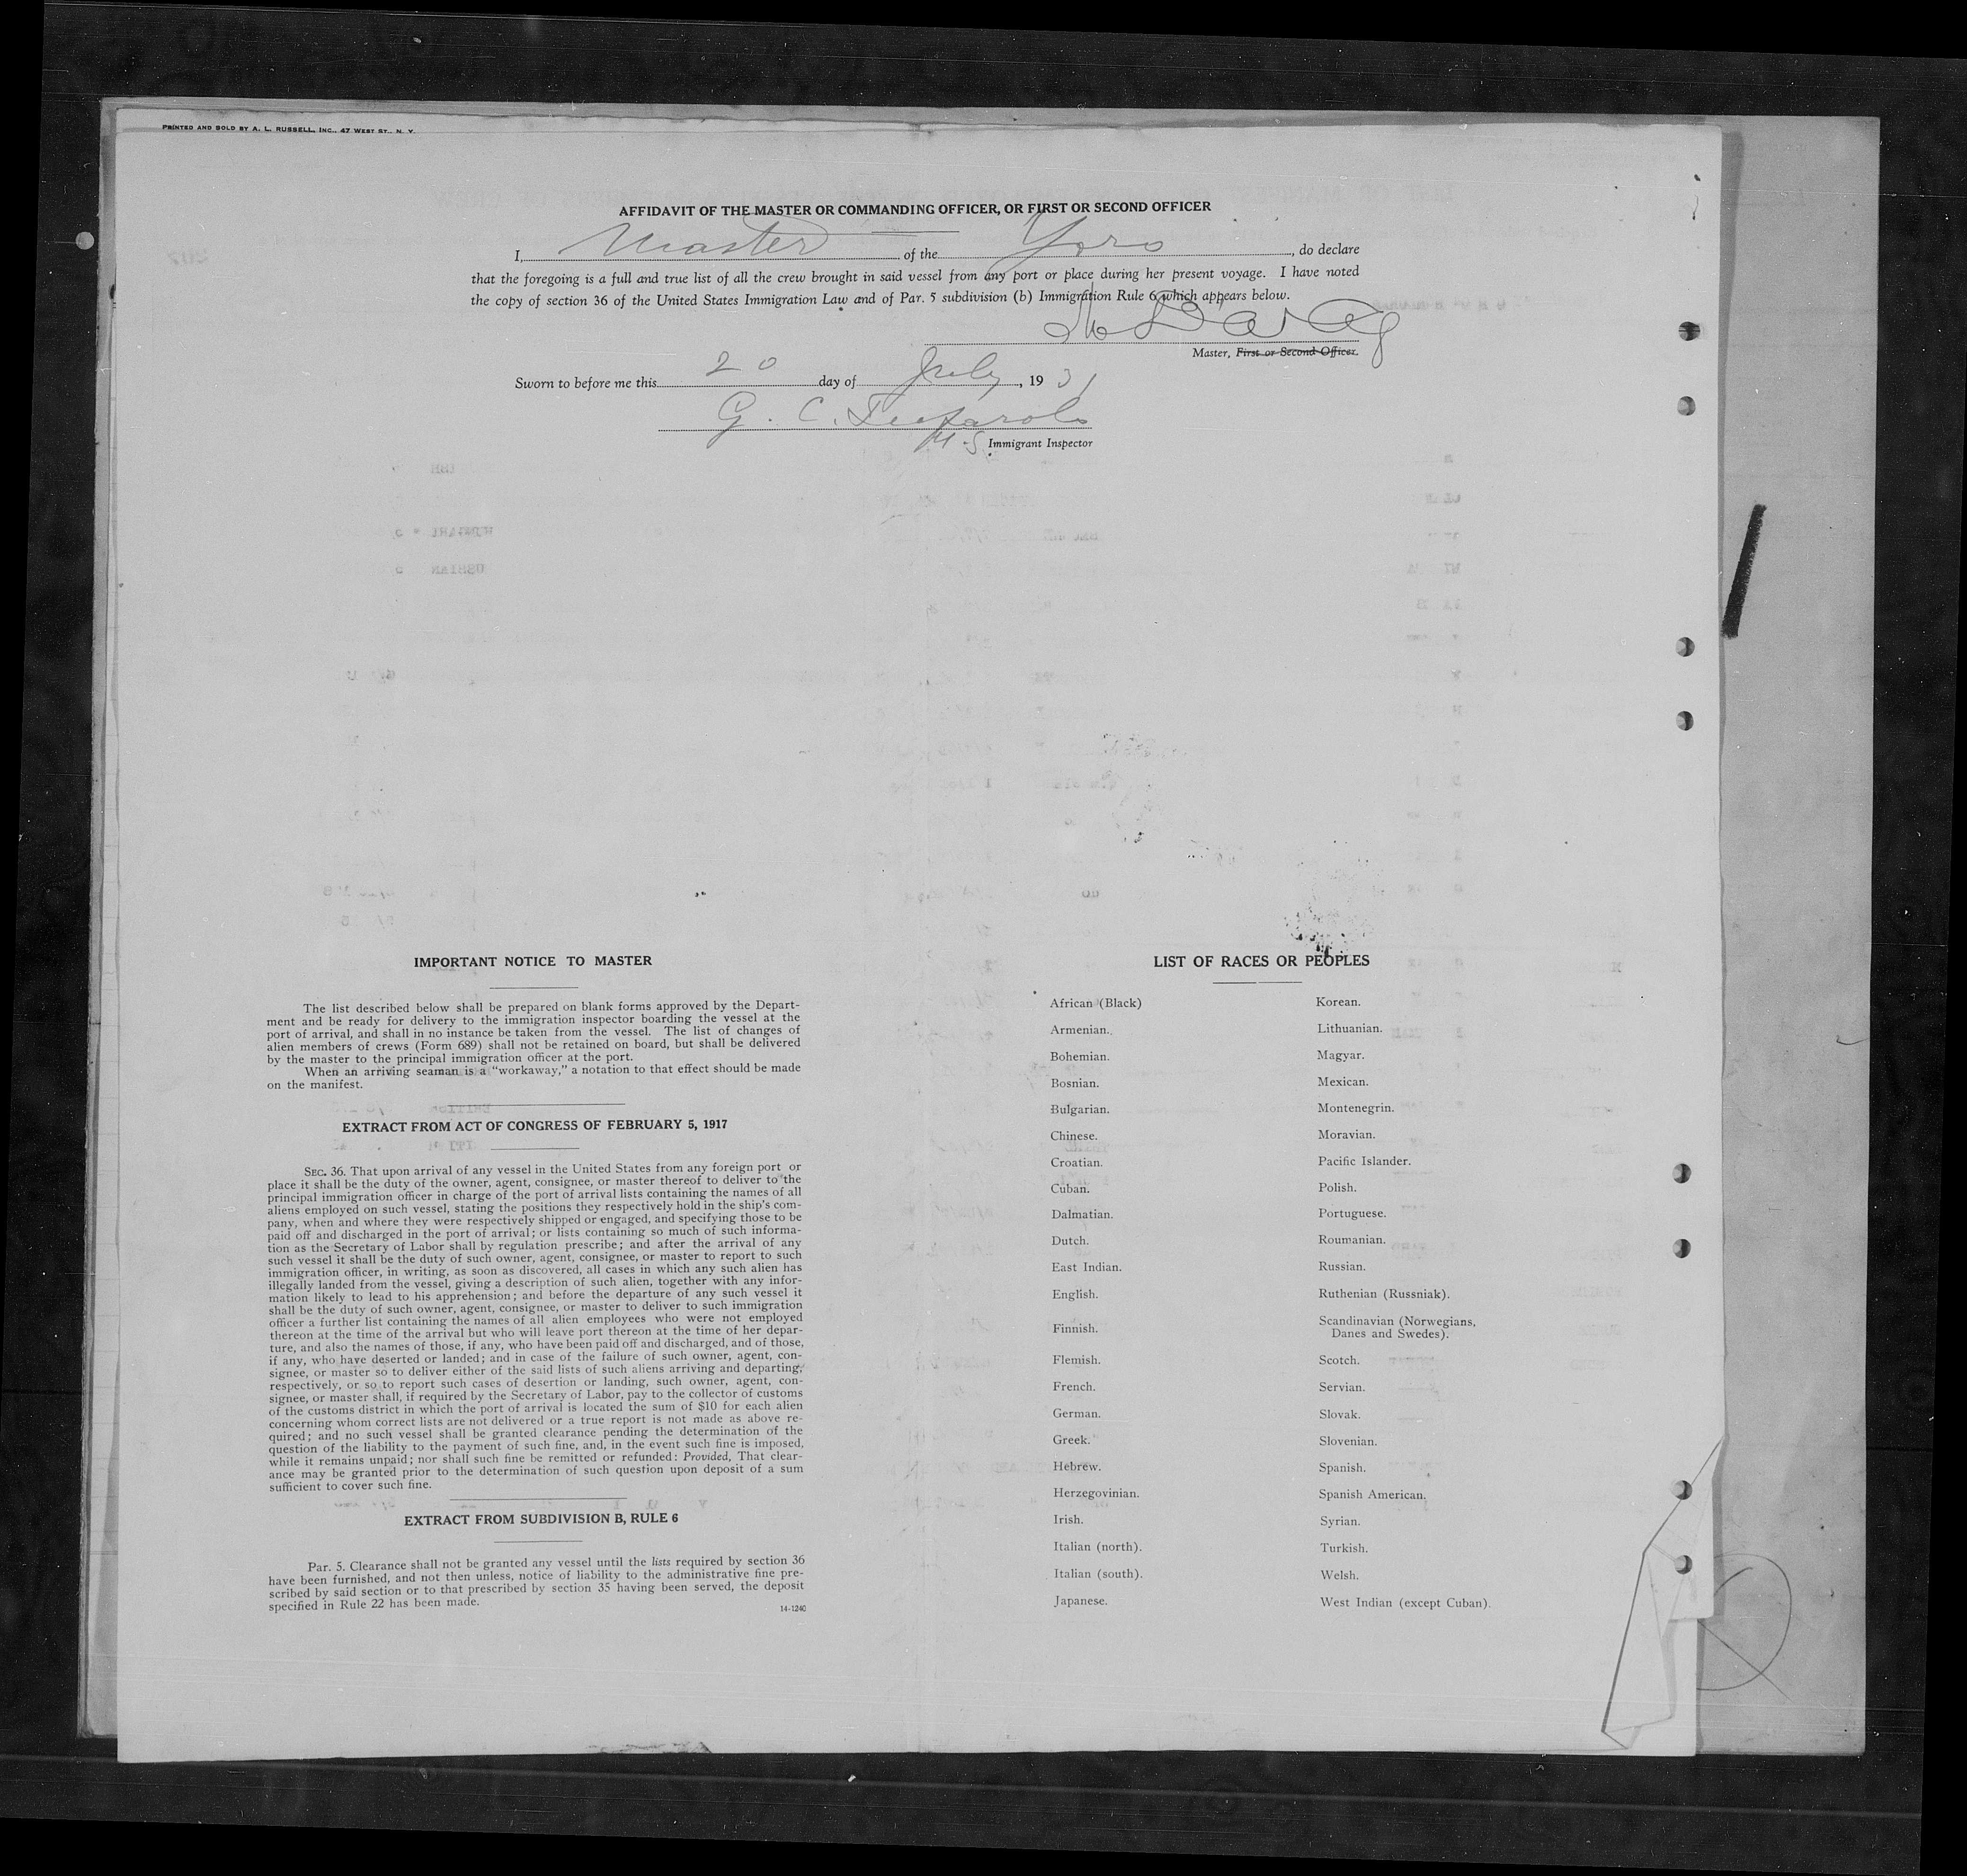 PRINTED AND SOLD BY A. L. RUSSELL, INC., 47 WEST ST., N. Y.
AFFIDAVIT OF THE MASTER OR COMMANDING OFFICER, OR FIRST OR SECOND OFFICER
I, Master of the Yoro, do declare
that the foregoing is a full and true list of all the crew brought in said vessel from any port or place during her present voyage. I have noted
the copy of section 36 of the United States Immigration Law and of Par. 5 subdivision (b) Immigration Rule 6 which appears below.
Master, First or Second Officer.
Sworn to before me this 20 day of July, 19 31
G. C.
Immigrant Inspector
IMPORTANT NOTICE TO MASTER
The list described below shall be prepared on blank forms approved by the Depart-
ment and be ready for delivery to the immigration inspector boarding the vessel at the
port of arrival, and shall in no instance be taken from the vessel. The list of changes of
alien members of crews (Form 689) shall not be retained on board, but shall be delivered
by the master to the principal immigration officer at the port.
When an arriving seaman is a “workaway,” a notation to that effect should be made
on the manifest.
EXTRACT FROM ACT OF CONGRESS OF FEBRUARY 5, 1917
SEC. 36. That upon arrival of any vessel in the United States from any foreign port or
place it shall be the duty of the owner, agent, consignee, or master thereof to deliver to the
principal immigration officer in charge of the port of arrival lists containing the names of all
aliens employed on such vessel, stating the positions they respectively hold in the ship's com-
pany, when and where they were respectively shipped or engaged, and specifying those to be
paid off and discharged in the port of arrival; or lists containing so much of such informa-
tion as the Secretary of Labor shall by regulation prescribe; and after the arrival of any
such vessel it shall be the duty of such owner, agent, consignee, or master to report to such
immigration officer, in writing, as soon as discovered, all cases in which any such alien has
illegally landed from the vessel, giving a description of such alien, together with any infor-
mation likely to lead to his apprehension; and before the departure of any such vessel it
shall be the duty of such owner, agent, consignee, or master to deliver to such immigration
officer a further list containing the names of all alien employees who were not employed
thereon at the time of the arrival but who will leave port thereon at the time of her depar-
ture, and also the names of those, if any, who have been paid off and discharged, and of those,
if any, who have deserted or landed; and in case of the failure of such owner, agent, con-
signee, or master so to deliver either of the said lists of such aliens arriving and departing,
respectively, or so to report such cases of desertion or landing, such owner, agent, con-
signee, or master shall, if required by the Secretary of Labor, pay to the collector of customs
of the customs district in which the port of arrival is located the sum of $10 for each alien
concerning whom correct lists are not delivered or a true report is not made as above re-
quired; and no such vessel shall be granted clearance pending the determination of the
question of the liability to the payment of such fine, and, in the event such fine is imposed,
while it remains unpaid; nor shall such fine be remitted or refunded: Provided, That clear-
ance may be granted prior to the determination of such question upon deposit of a sum
sufficient to cover such fine.
EXTRACT FROM SUBDIVISION B, RULE 6
Par. 5. Clearance shall not be granted any vessel until the lists required by section 36
have been furnished, and not then unless, notice of liability to the administrative fine pre-
scribed by said section or to that prescribed by section 35 having been served, the deposit
specified in Rule 22 has been made.
14-1240
LIST OF RACES OR PEOPLES
African (Black)
Armenian.
Bohemian.
Bosnian.
Bulgarian.
Chinese.
Croatian.
Cuban.
Dalmatian.
Dutch.
East Indian.
English.
Finnish.
Flemish.
French.
German.
Greek.
Hebrew.
Herzegovinian.
Irish.
Italian (north).
Italian (south).
Japanese.
Korean.
Lithuanian.
Magyar.
Mexican.
Montenegrin.
Moravian.
Pacific Islander.
Polish.
Portuguese.
Roumanian.
Russian.
Ruthenian (Russniak).
Scandinavian (Norwegians,
Danes and Swedes).
Scotch.
Servian.
Slovak.
Slovenian.
Spanish.
Spanish American.
Syrian.
Turkish.
Welsh.
West Indian (except Cuban).